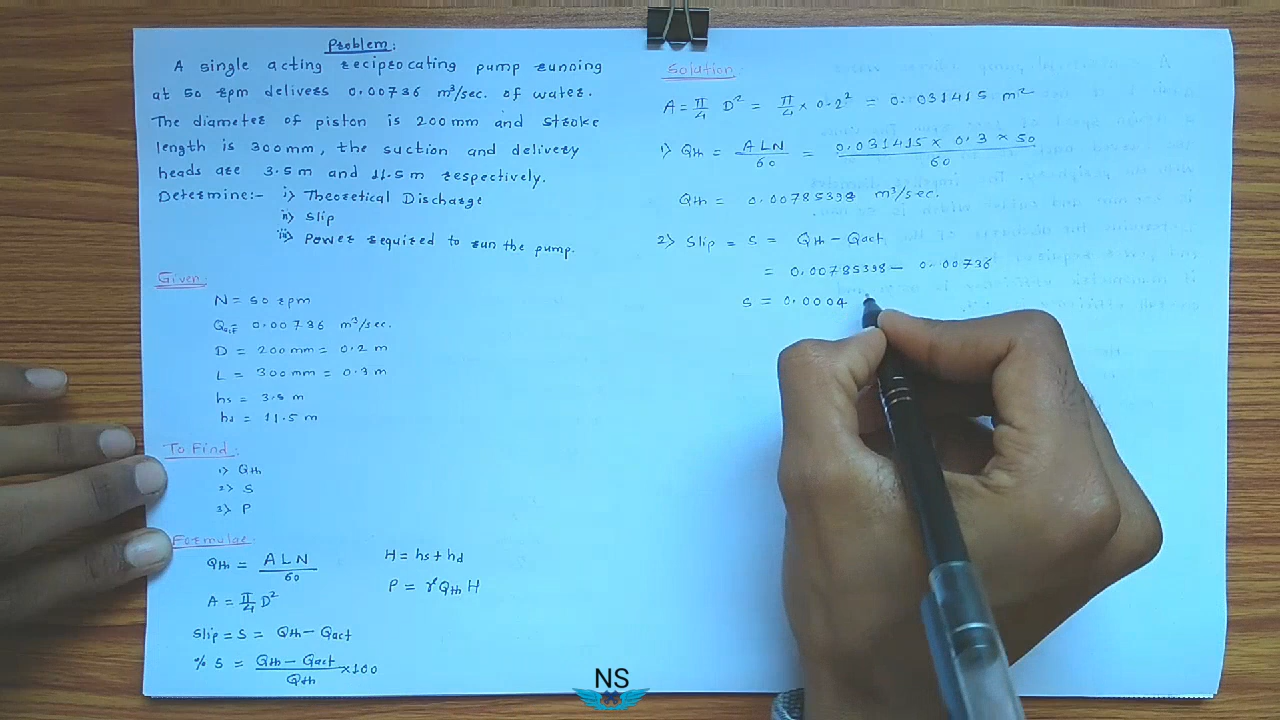 Problem:
A single acting reciprocating pump running
at 50 rpm delivers 0.00736 m³/sec. of water.
The diameter of piston is 200 mm and stroke
length is 300mm, the suction and delivery
heads are 3.5 m and 11.5 m respectively.
Determine:- i) Theoretical Discharge
ii) Slip
iii) Power required to run the pump.
Given:
N = 50 rpm
Qact = 0.00736 m³/sec.
D = 200 mm = 0.2 m
L = 300 mm = 0.3 m
hs = 3.5 m
hd = 11.5 m
To Find:
1) Qth
2) S
3) P
Formulae:
Qth = ALN / 60
A = π/4 D²
Slip = S = Qth - Qact
% S = (Qth - Qact) / Qth × 100
H = hs + hd
P = γ Qth H
Solution
A = π/4 D² = π/4 × 0.2² = 0.031415 m²
1) Qth = ALN / 60 = 0.031415 × 0.3 × 50 / 60
Qth = 0.00785398 m³/sec.
2) Slip = S = Qth - Qact
= 0.00785398 - 0.00736
S = 0.0004
NS